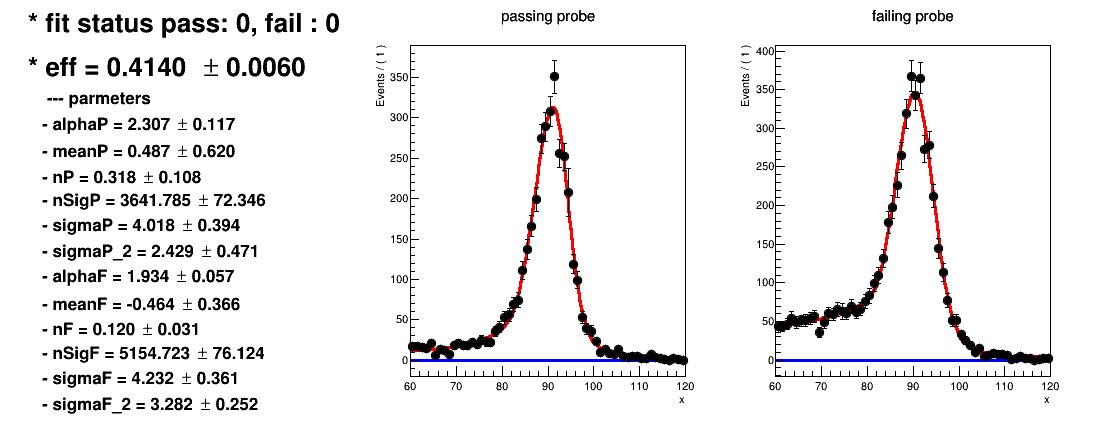 * fit status pass: 0, fail : 0
* eff = 0.4140 ± 0.0060
--- parmeters
- alphaP = 2.307 ± 0.117
- meanP = 0.487 ± 0.620
- nP = 0.318 ± 0.108
- nSigP = 3641.785 ± 72.346
- sigmaP = 4.018 ± 0.394
- sigmaP_2 = 2.429 ± 0.471
- alphaF = 1.934 ± 0.057
- meanF = -0.464 ± 0.366
- nF = 0.120 ± 0.031
- nSigF = 5154.723 ± 76.124
- sigmaF = 4.232 ± 0.361
- sigmaF_2 = 3.282 ± 0.252
passing probe
Events / ( 1 )
350
300
250
200
150
100
50
0
60 70 80 90 100 110 120
x
failing probe
Events / ( 1 )
400
350
300
250
200
150
100
50
0
60 70 80 90 100 110 120
x